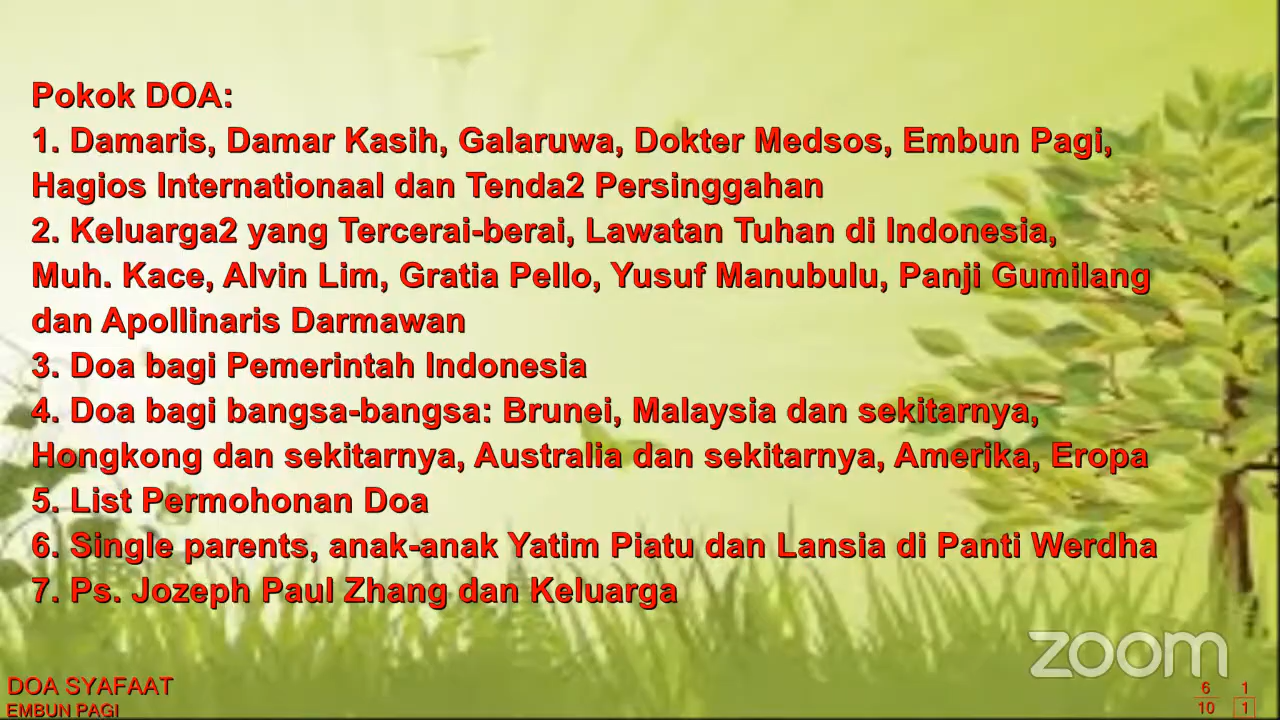 Pokok DOA:
1. Damaris, Damar Kasih, Galaruwa, Dokter Medsos, Embun Pagi,
Hagios Internationaal dan Tenda2 Persinggahan
2. Keluarga2 yang Tercerai-berai, Lawatan Tuhan di Indonesia,
Muh. Kace, Alvin Lim, Gratia Pello, Yusuf Manubulu, Panji Gumilang
dan Apollinaris Darmawan
3. Doa bagi Pemerintah Indonesia
4. Doa bagi bangsa-bangsa: Brunei, Malaysia dan sekitarnya,
Hongkong dan sekitarnya, Australia dan sekitarnya, Amerika, Eropa
5. List Permohonan Doa
6. Single parents, anak-anak Yatim Piatu dan Lansia di Panti Werdha
7. Ps. Jozeph Paul Zhang dan Keluarga
zoom
DOA SYAFAAT
EMBUN PAGI
6 1
10 1